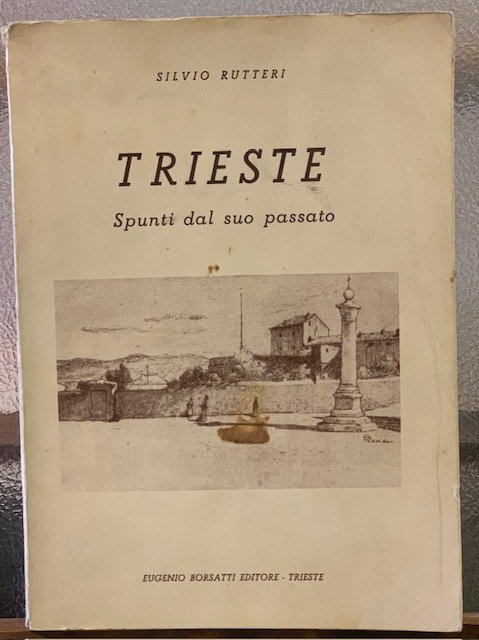 SILVIO RUTTERI
TRIESTE
Spunti dal suo passato
EUGENIO BORSATTI EDITORE - TRIESTE